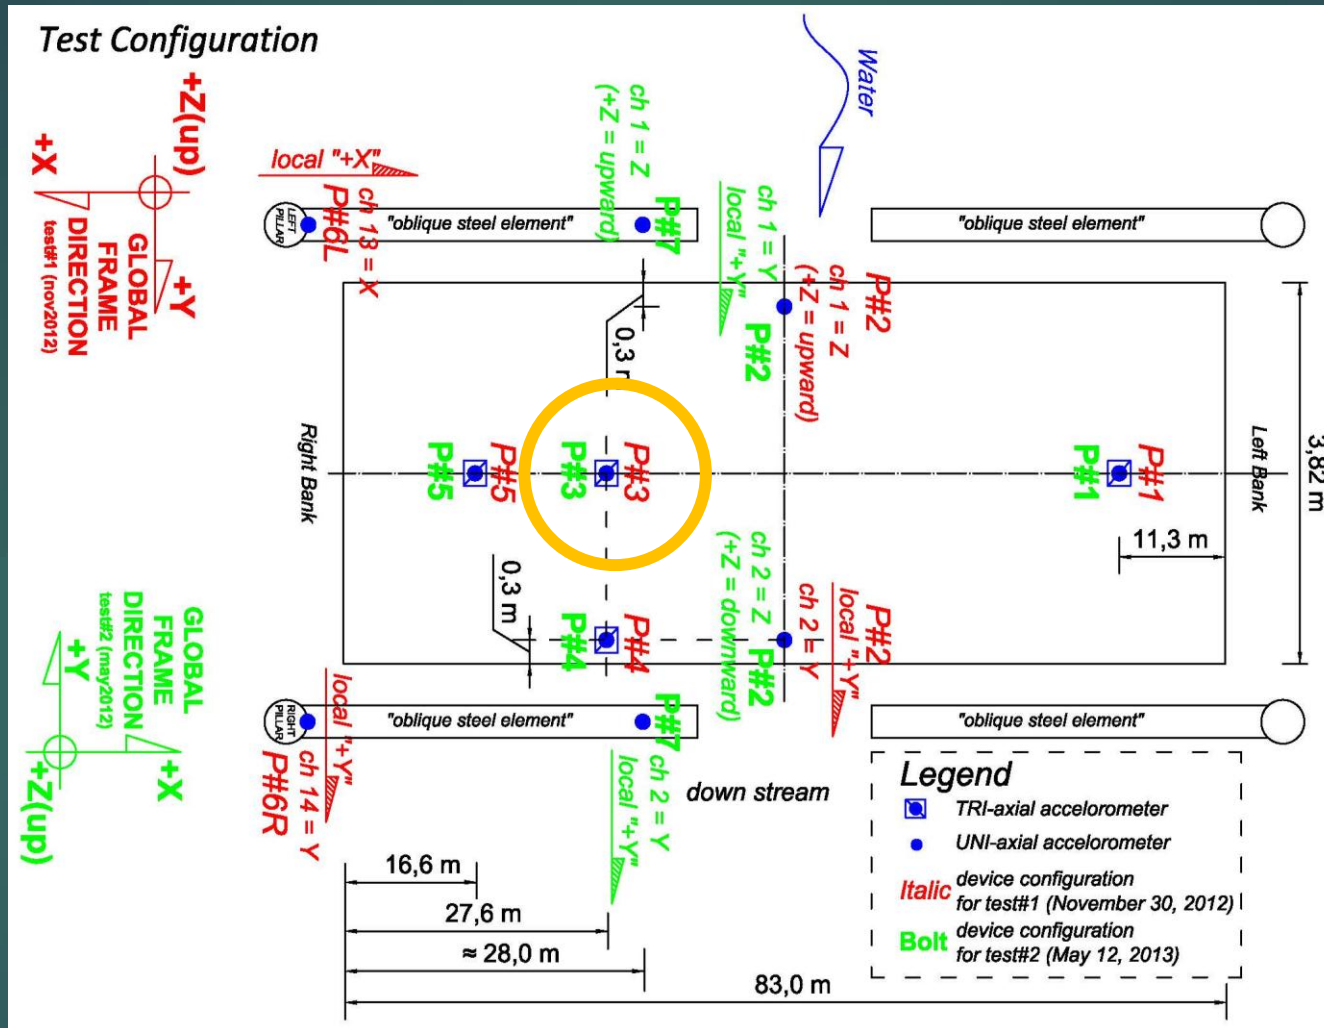 Test Configuration
+Z(up)
+X
+Y
GLOBAL
FRAME
DIRECTION
test#1 (nov2012)
local "+X"
LEFT
PILLAR
P#6L
ch 13 = X
"oblique steel element"
ch 1 = Z
(+Z = upward)
P#7
Water
ch 1 = Y
local "+Y"
P#2
"oblique steel element"
P#2
ch 1 = Z
(+Z = upward)
0,3 m
Right Bank
P#5
P#5
P#3
P#3
P#1
P#1
Left Bank
3,82 m
11,3 m
0,3 m
P#4
P#4
ch 2 = Z
(+Z = downward)
P#2
P#2
ch 2 = Y
local "+Y"
GLOBAL
FRAME
DIRECTION
test#2 (may2012)
+Y
+X
+Z(up)
RIGHT
PILLAR
local "+Y"
ch 14 = Y
P#6R
"oblique steel element"
P#7
ch 2 = Y
local "+Y"
"oblique steel element"
down stream
16,6 m
27,6 m
≈ 28,0 m
83,0 m
Legend
TRI-axial accelorometer
UNI-axial accelorometer
Italic device configuration
for test#1 (November 30, 2012)
Bolt device configuration
for test#2 (May 12, 2013)